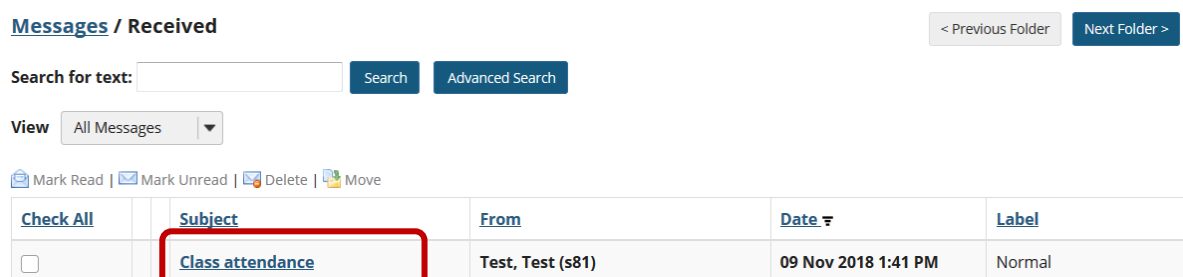 Messages / Received
< Previous Folder
Next Folder >
Search for text:
Search
Advanced Search
View
All Messages
Mark Read | Mark Unread | Delete | Move
Check All
Subject
From
Date
Label
Class attendance
Test, Test (s81)
09 Nov 2018 1:41 PM
Normal